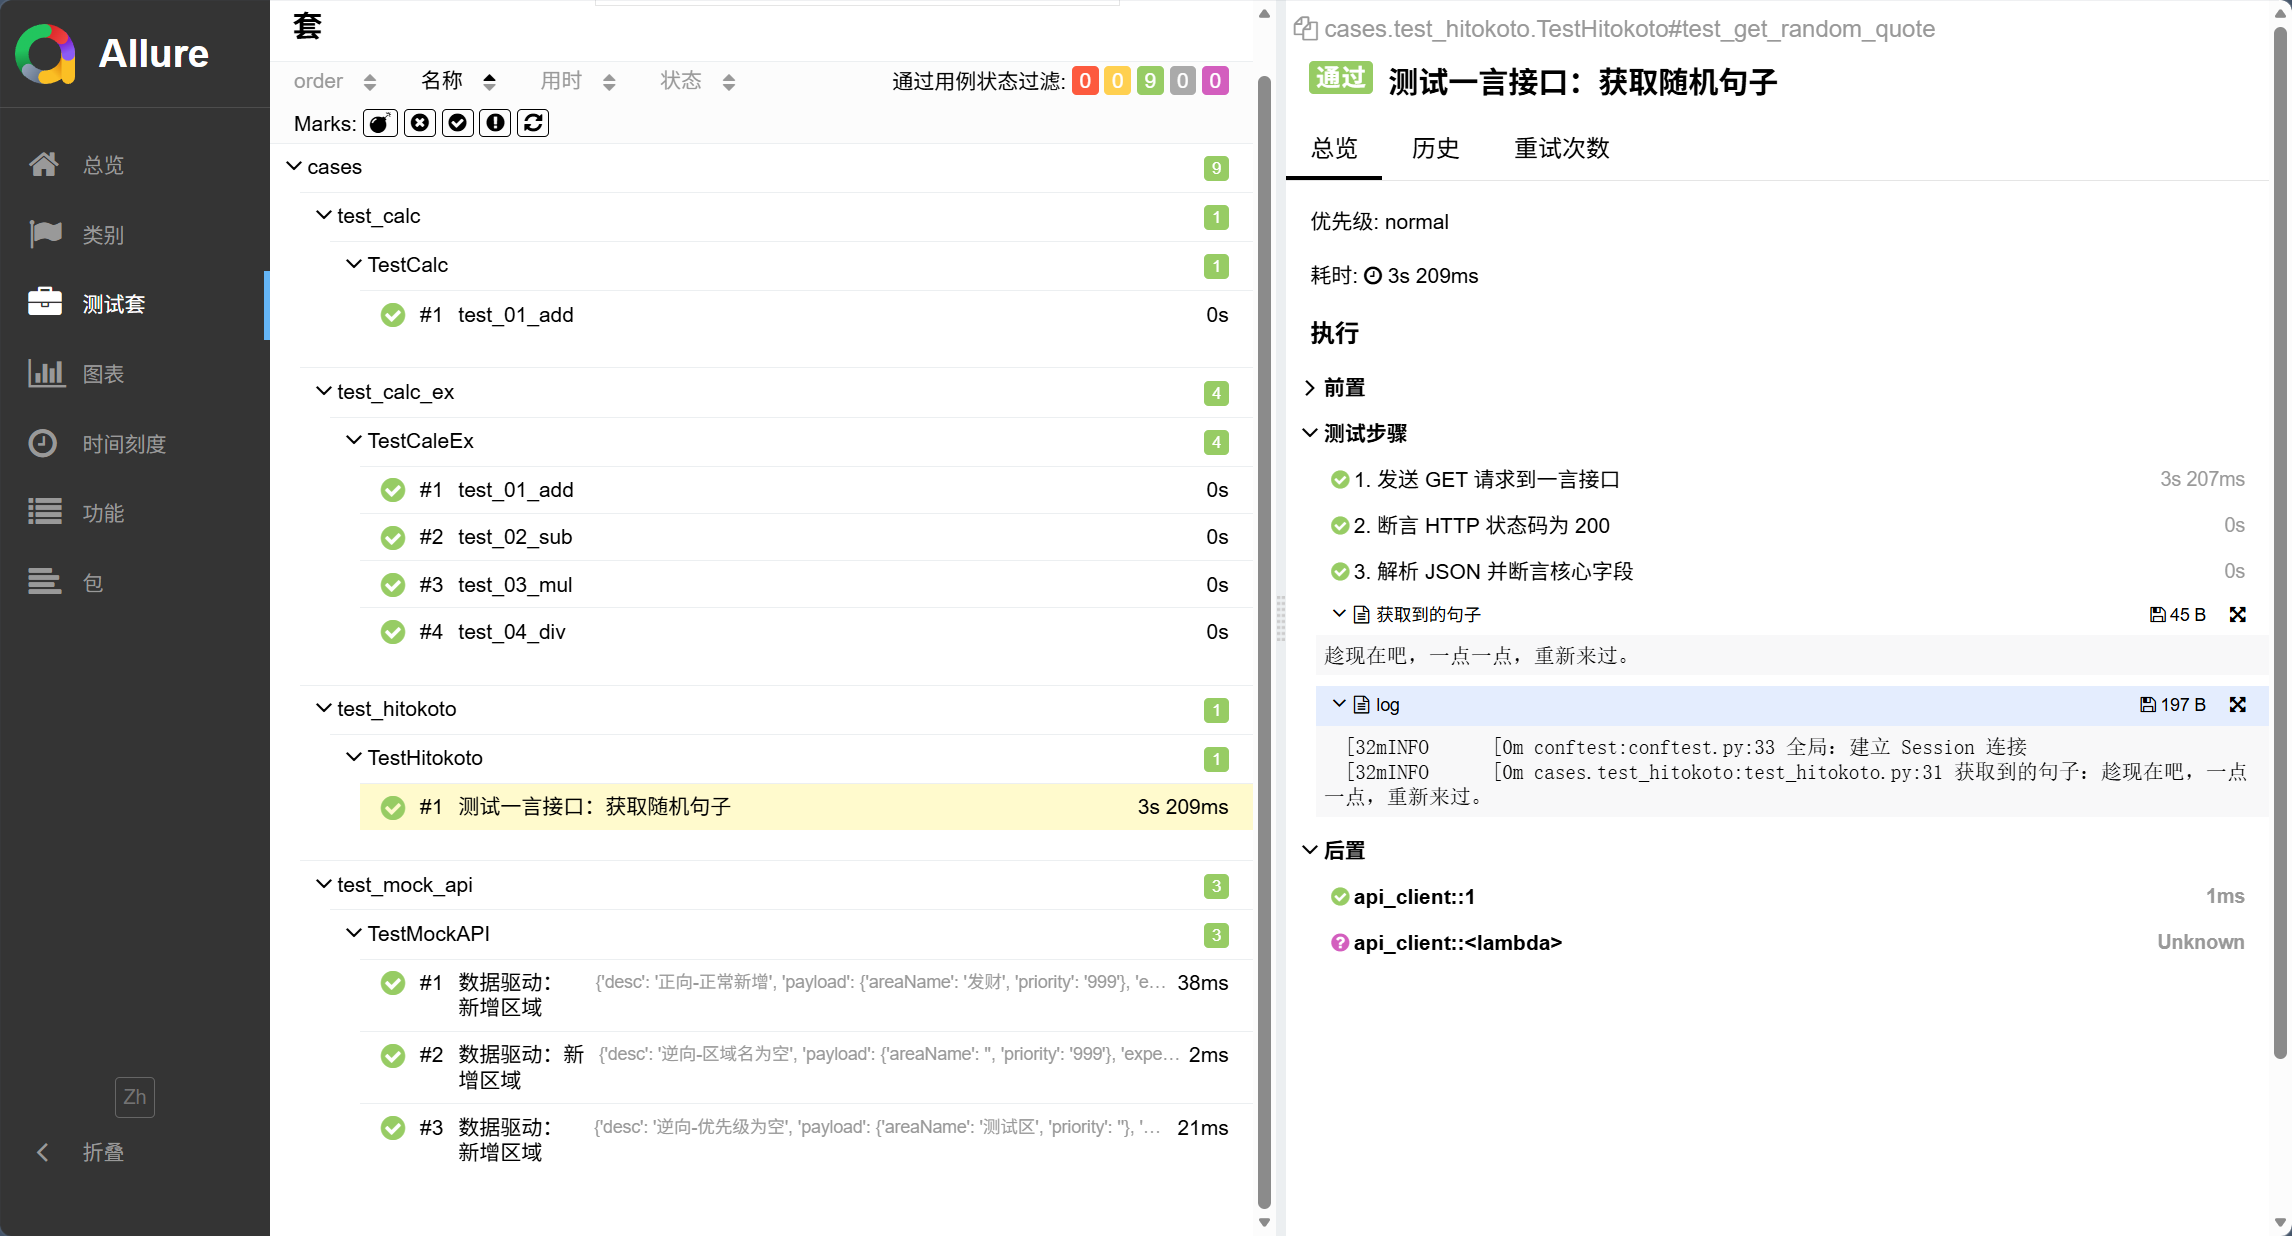 Allure
总览
类别
测试套
图表
时间刻度
功能
包
Zh
折叠
套
order 名称 用时 状态 通过用例状态过滤: 0 0 9 0 0
Marks:
cases 9
test_calc 1
TestCalc 1
#1 test_01_add 0s
test_calc_ex 4
TestCaleEx 4
#1 test_01_add 0s
#2 test_02_sub 0s
#3 test_03_mul 0s
#4 test_04_div 0s
test_hitokoto 1
TestHitokoto 1
#1 测试一言接口：获取随机句子 3s 209ms
test_mock_api 3
TestMockAPI 3
#1 数据驱动： {'desc': '正向-正常新增', 'payload': {'areaName': '发财', 'priority': '999'}, 'e... 38ms
新增区域
#2 数据驱动：新 {'desc': '逆向-区域名为空', 'payload': {'areaName': '', 'priority': '999'}, 'expe... 2ms
增区域
#3 数据驱动： {'desc': '逆向-优先级为空', 'payload': {'areaName': '测试区', 'priority': ''}, '... 21ms
新增区域
cases.test_hitokoto.TestHitokoto#test_get_random_quote
通过 测试一言接口：获取随机句子
总览 历史 重试次数
优先级: normal
耗时: 3s 209ms
执行
前置
测试步骤
1. 发送 GET 请求到一言接口 3s 207ms
2. 断言 HTTP 状态码为 200 0s
3. 解析 JSON 并断言核心字段 0s
获取到的句子 45 B
趁现在吧，一点一点，重新来过。
log 197 B
[32mINFO [0m conftest:conftest.py:33 全局：建立 Session 连接
[32mINFO [0m cases.test_hitokoto:test_hitokoto.py:31 获取到的句子：趁现在吧，一点
一点，重新来过。
后置
api_client::1 1ms
api_client::<lambda> Unknown